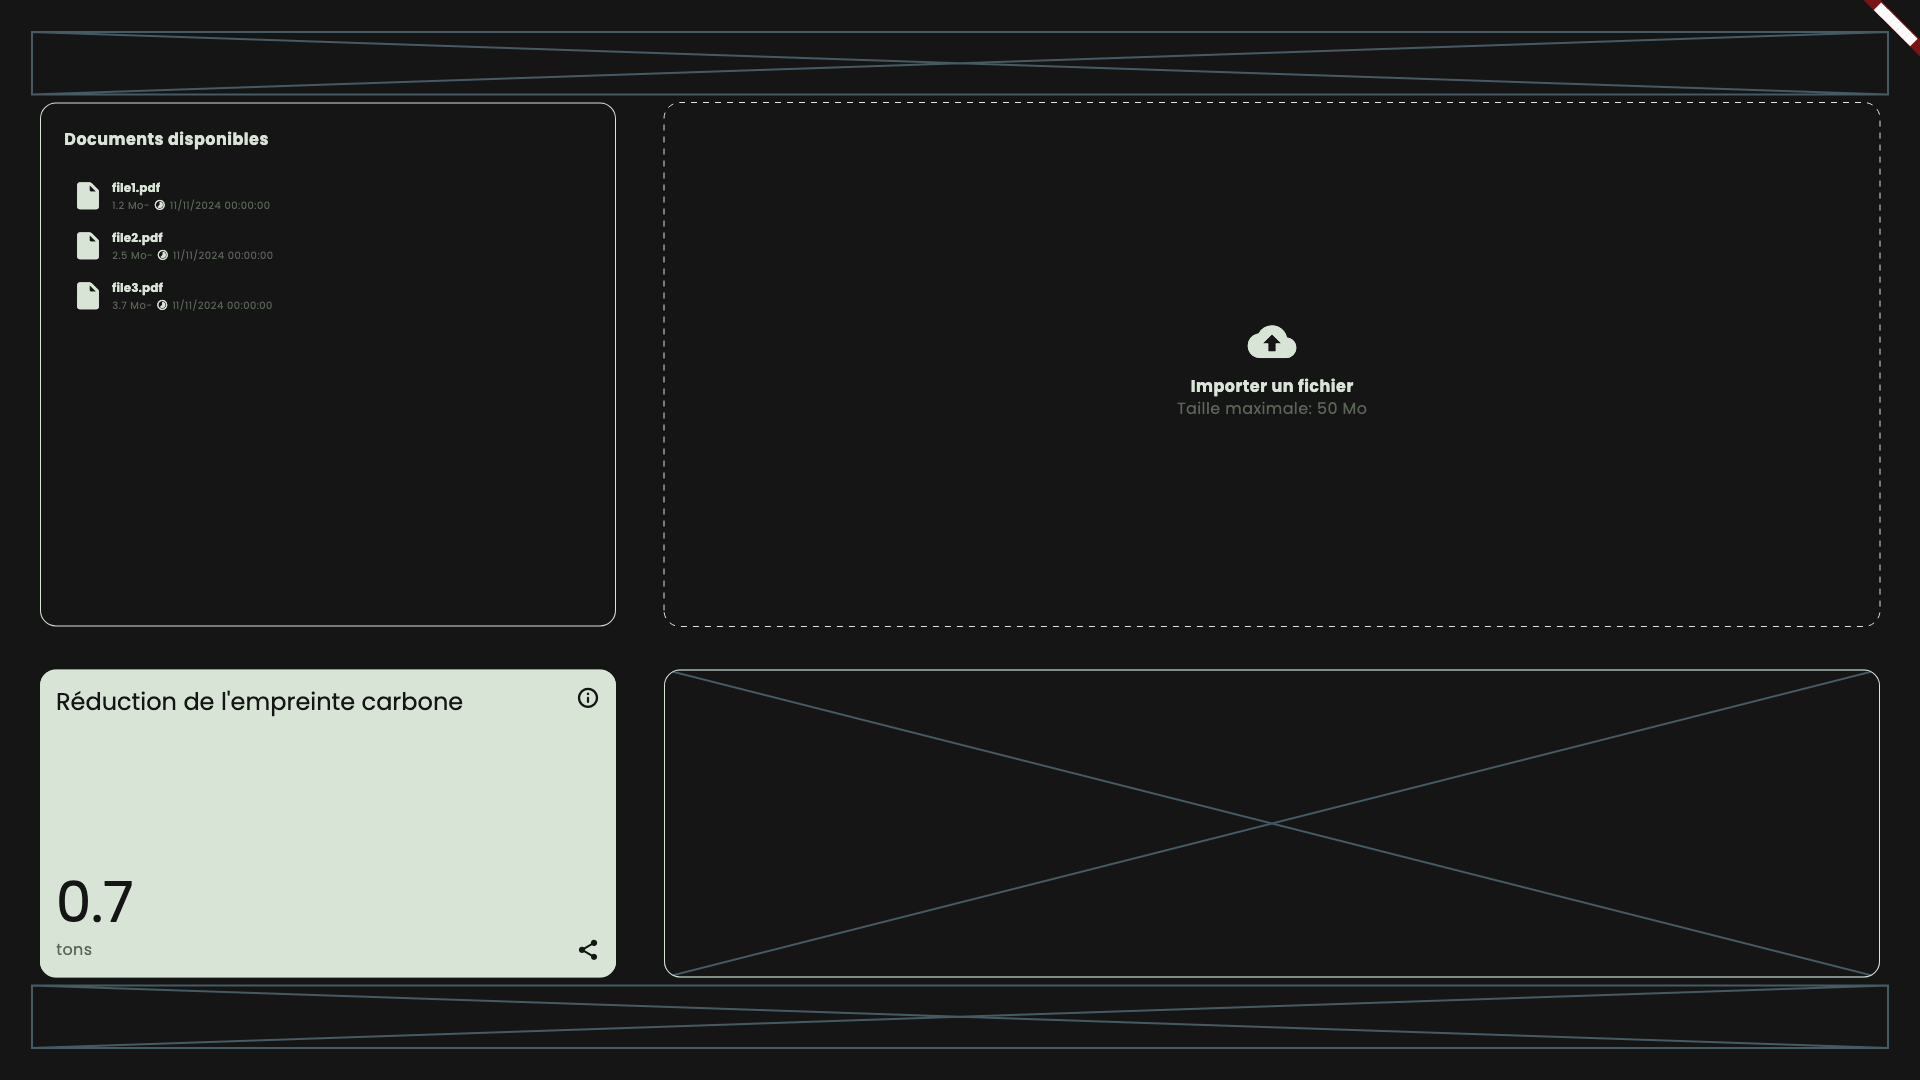 Documents disponibles
file1.pdf
1.2 Mo- 11/11/2024 00:00:00
file2.pdf
2.5 Mo- 11/11/2024 00:00:00
file3.pdf
3.7 Mo- 11/11/2024 00:00:00
Importer un fichier
Taille maximale: 50 Mo
Réduction de l'empreinte carbone
0.7
tons